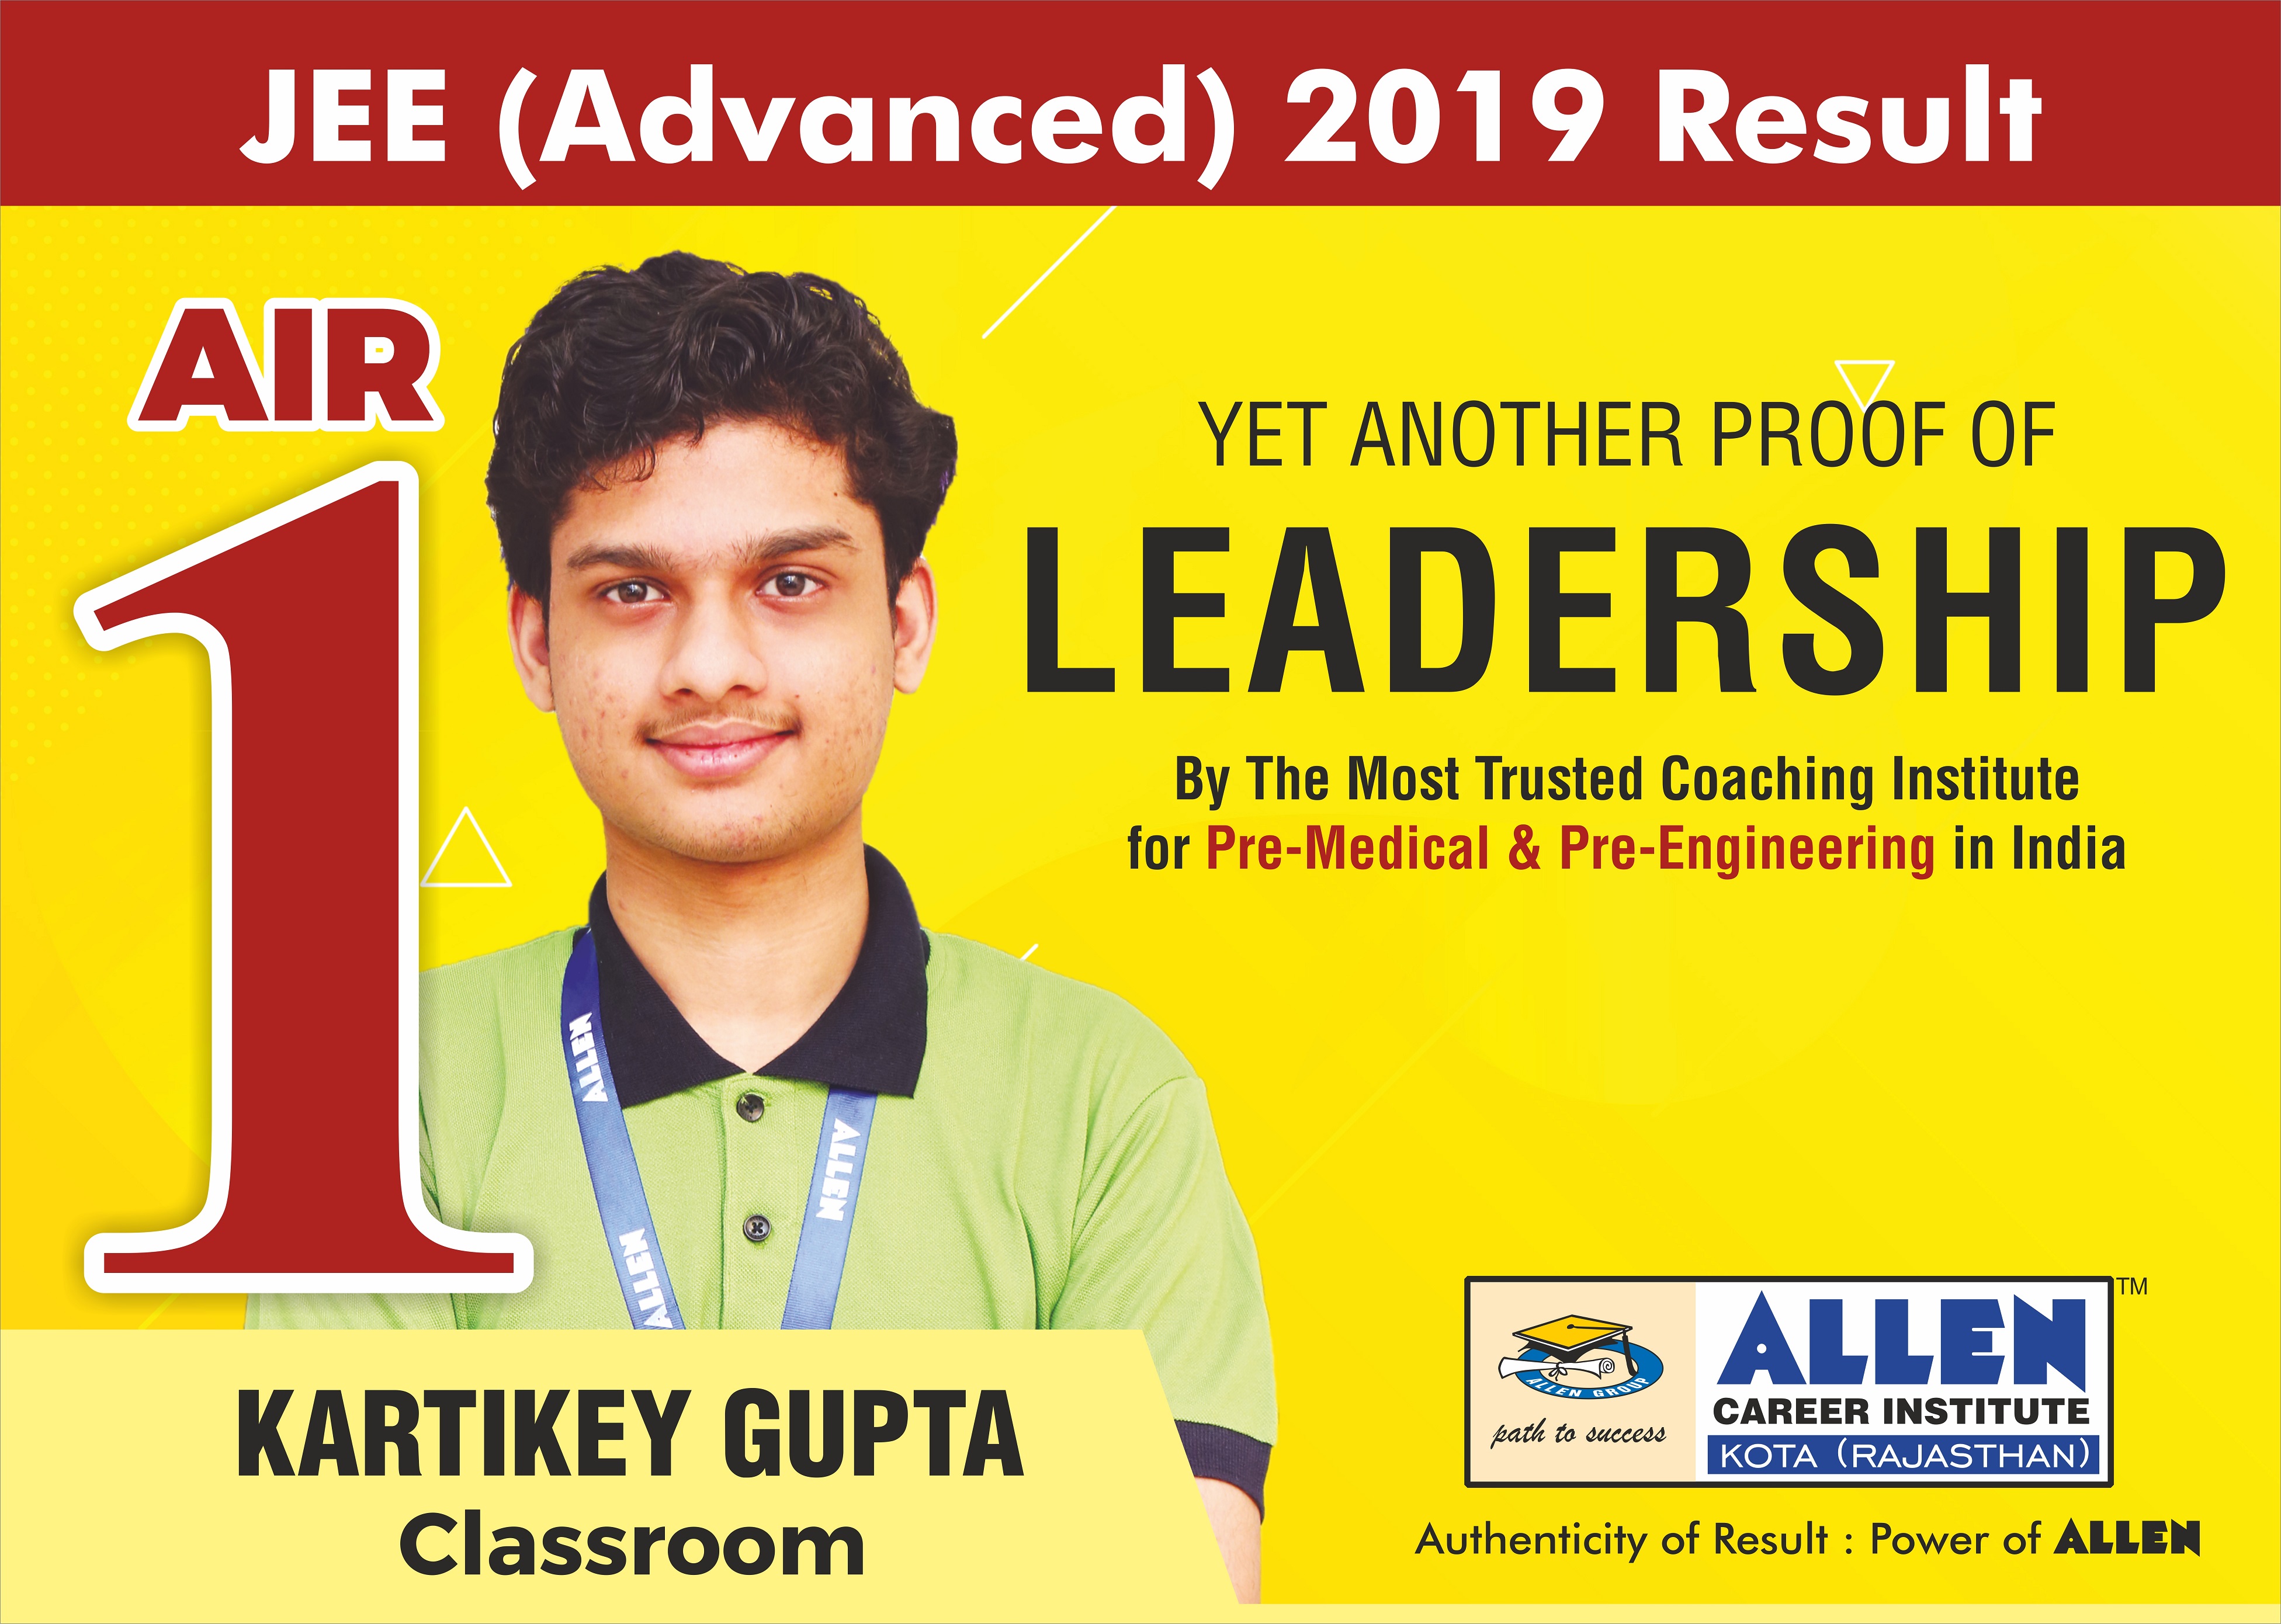 JEE (Advanced) 2019 Result
AIR
1
YET ANOTHER PROOF OF
LEADERSHIP
By The Most Trusted Coaching Institute
for Pre-Medical & Pre-Engineering in India
ALLEN
ALLEN
ALLEN
KARTIKEY GUPTA
Classroom
ALLEN GROUP
path to success
ALLEN
TM
CAREER INSTITUTE
KOTA (RAJASTHAN)
Authenticity of Result : Power of ALLEN